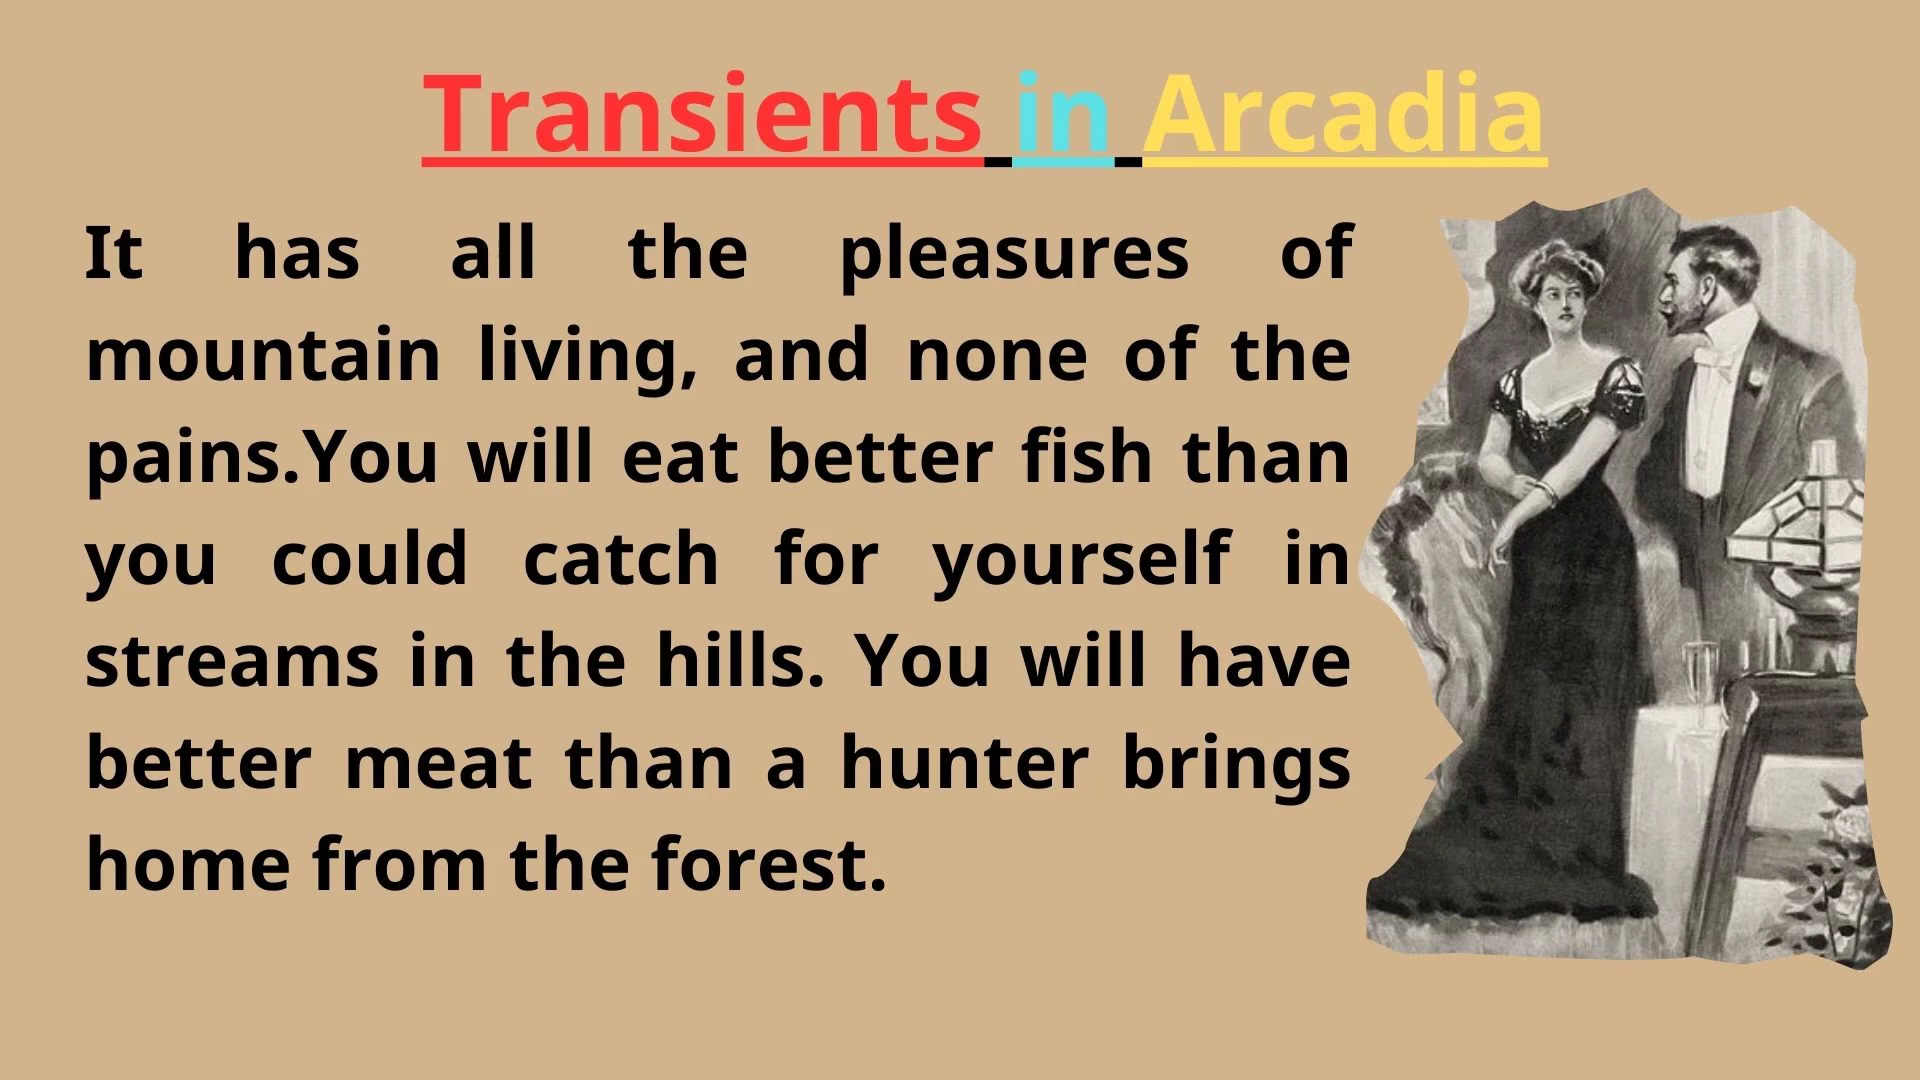 Transients in Arcadia
It has all the pleasures of
mountain living, and none of the
pains.You will eat better fish than
you could catch for yourself in
streams in the hills. You will have
better meat than a hunter brings
home from the forest.